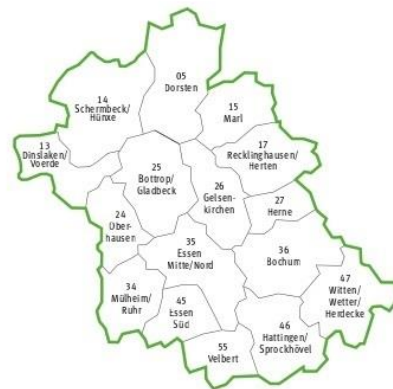 05
Dorsten
14
Schermbeck/
Hünxe
15
Marl
13
Dinslaken/
Voerde
17
Recklinghausen/
Herten
25
Bottrop/
Gladbeck
26
Gelsen-
kirchen
27
Herne
24
Ober-
hausen
35
Essen
Mitte/Nord
36
Bochum
47
Witten/
Wetter/
Herdecke
34
Mülheim/
Ruhr
45
Essen
Süd
46
Hattingen/
Sprockhövel
55
Velbert